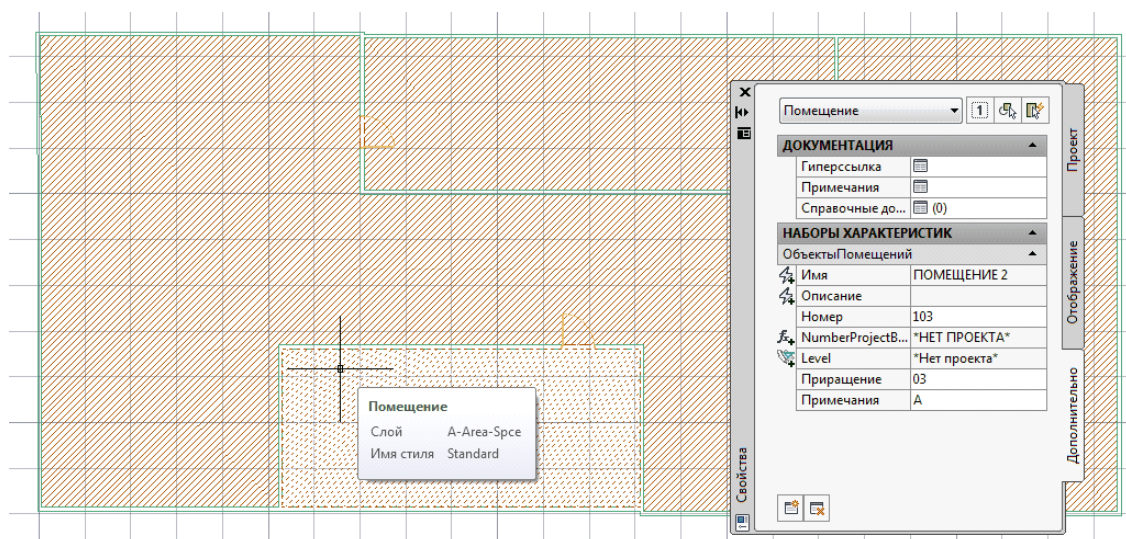 Помещение
1
ДОКУМЕНТАЦИЯ
Гиперссылка
Примечания
Справочные до... (0)
НАБОРЫ ХАРАКТЕРИСТИК
ОбъектыПомещений
Имя ПОМЕЩЕНИЕ 2
Описание
Номер 103
NumberProjectB... *НЕТ ПРОЕКТА*
Level *Нет проекта*
Приращение 03
Примечания A
Проект
Отображение
Дополнительно
Свойства
Помещение
Слой A-Area-Spce
Имя стиля Standard